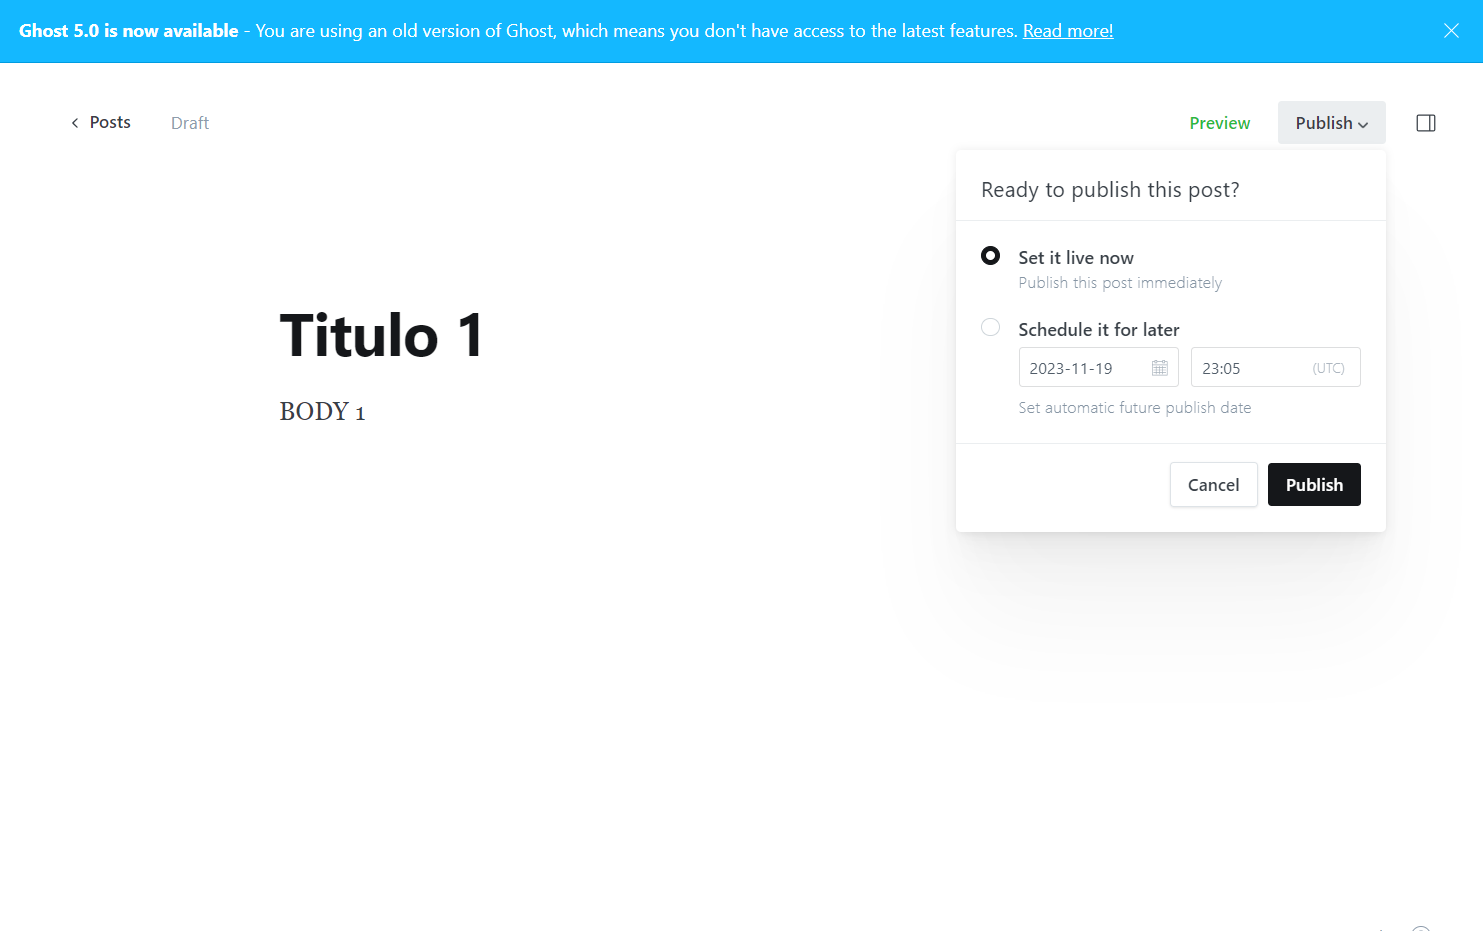 Ghost 5.0 is now available - You are using an old version of Ghost, which means you don't have access to the latest features. Read more!
Posts Draft Preview Publish
Ready to publish this post?
Set it live now
Publish this post immediately
Titulo 1
Schedule it for later
2023-11-19 23:05 (UTC)
BODY 1
Set automatic future publish date
Cancel Publish